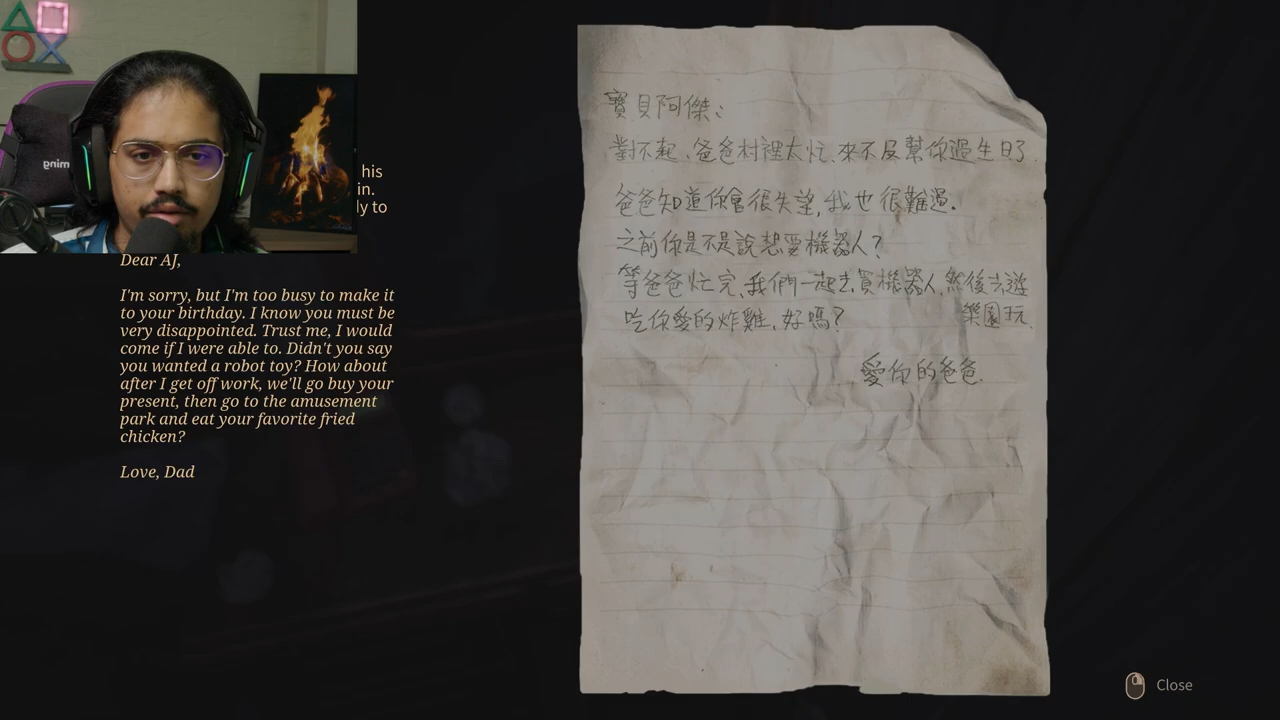 his
in.
ly to
Dear AJ,
I'm sorry, but I'm too busy to make it
to your birthday. I know you must be
very disappointed. Trust me, I would
come if I were able to. Didn't you say
you wanted a robot toy? How about
after I get off work, we'll go buy your
present, then go to the amusement
park and eat your favorite fried
chicken?
Love, Dad
寶貝阿傑:
對不起、爸爸村裡太忙、來不及幫你過生日了.
爸爸知道你會很失望,我也很難過。
之前你是不是說想要機器人?
等爸爸忙完、我們一起去買機器人,然後去遊
樂園玩.
吃你愛的炸雞,好嗎?
愛你的爸爸.
Close